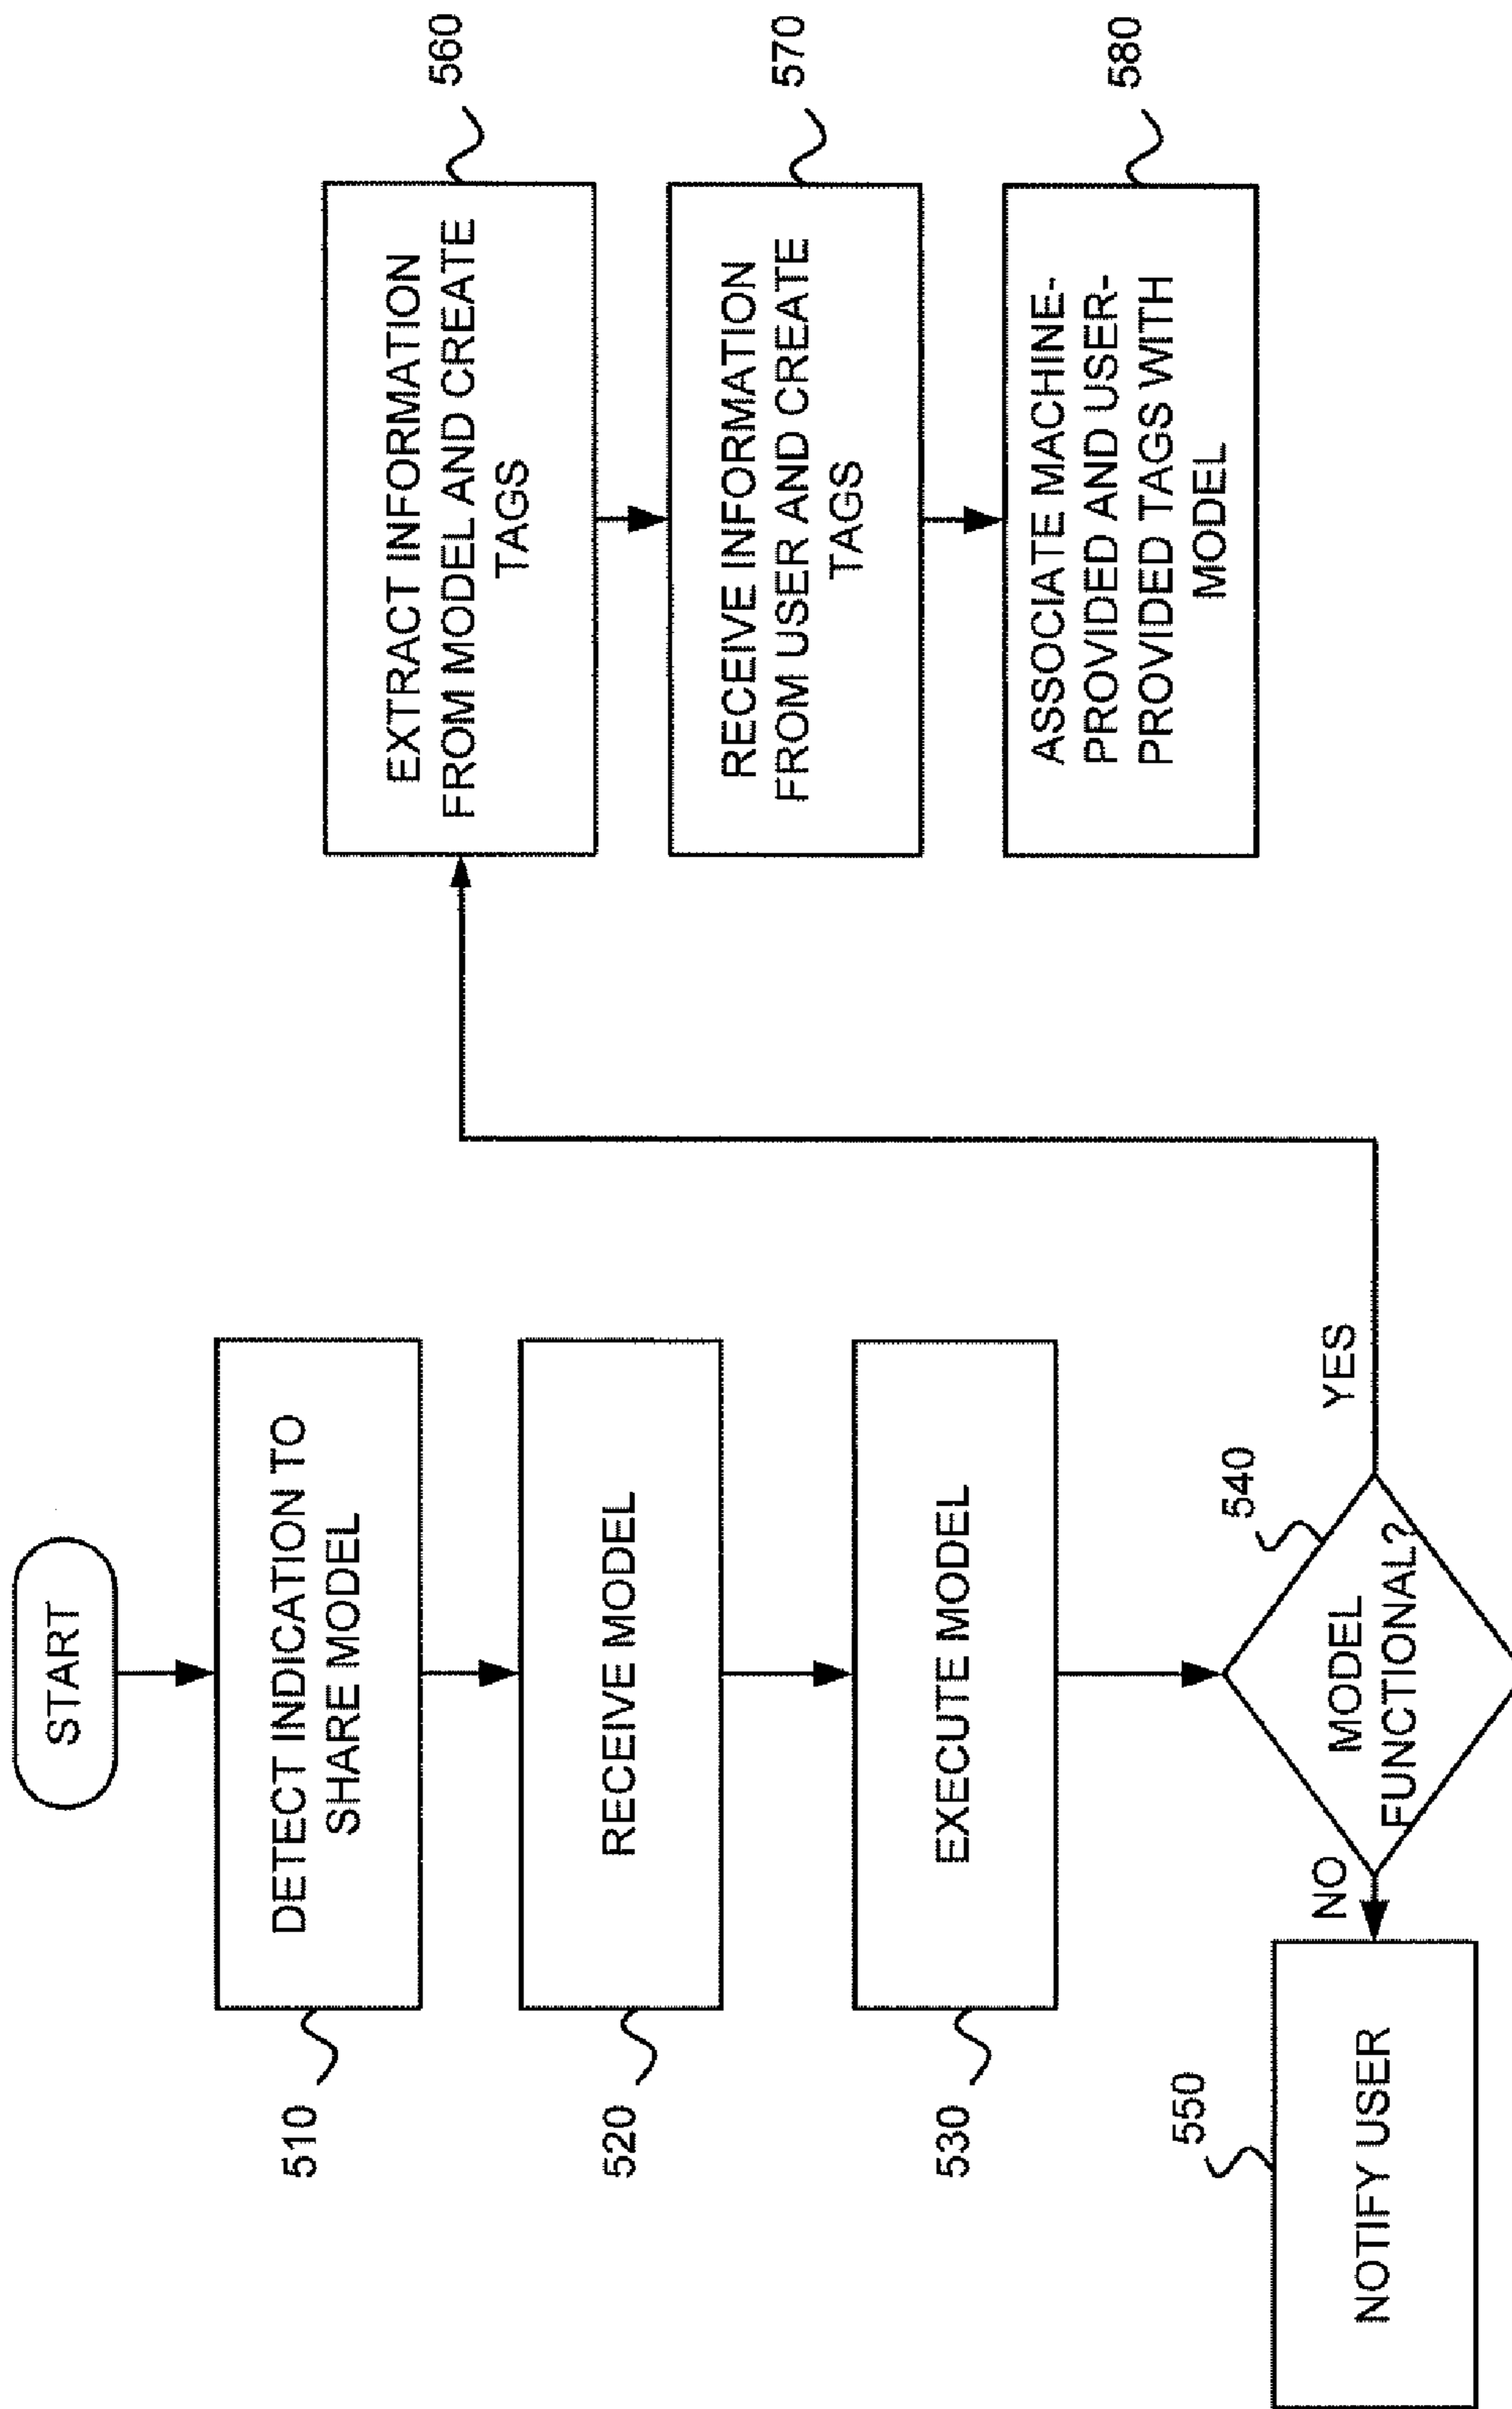 START
DETECT INDICATION TO
SHARE MODEL
510
RECEIVE MODEL
520
EXECUTE MODEL
530
MODEL
FUNCTIONAL?
540
NO
YES
NOTIFY USER
550
EXTRACT INFORMATION
FROM MODEL AND CREATE
TAGS
560
RECEIVE INFORMATION
FROM USER AND CREATE
TAGS
570
ASSOCIATE MACHINE-
PROVIDED AND USER-
PROVIDED TAGS WITH
MODEL
580